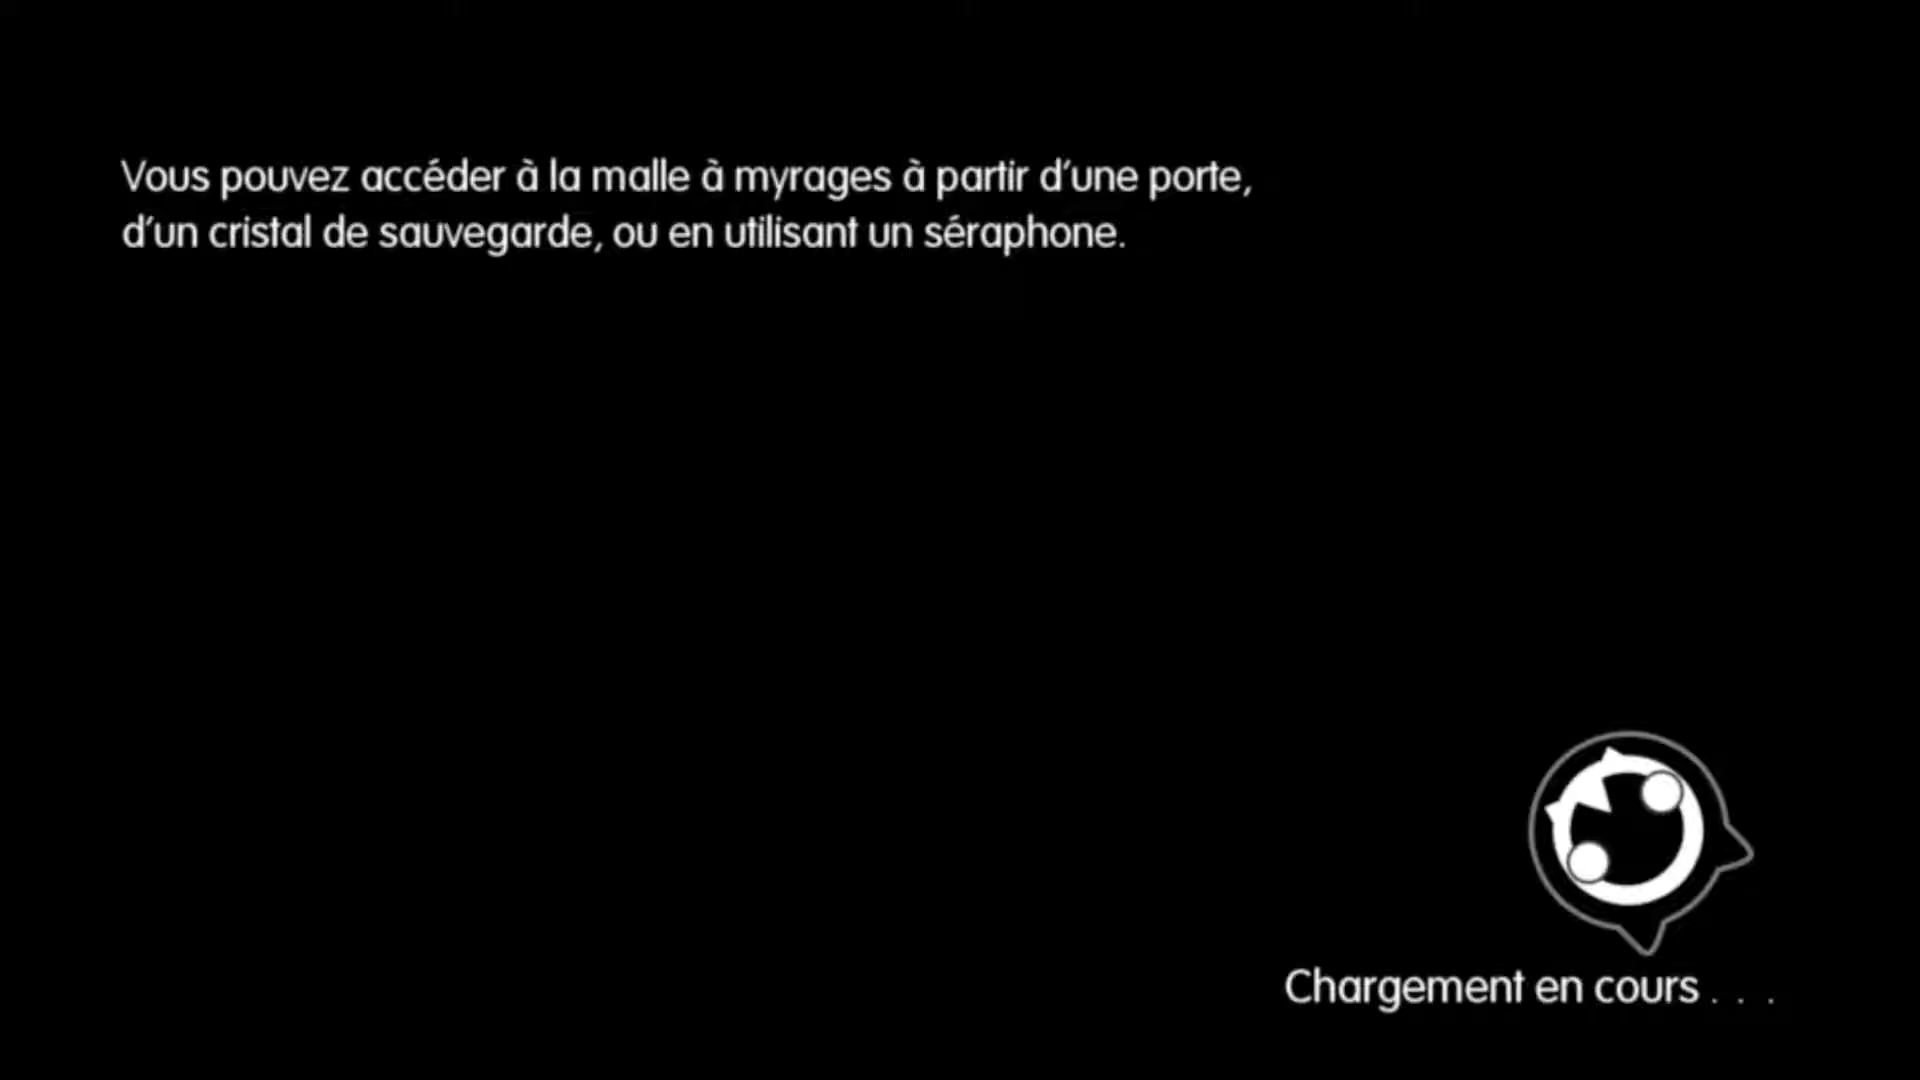 Vous pouvez accéder à la malle à myrages à partir d'une porte,
d'un cristal de sauvegarde, ou en utilisant un séraphone.
Chargement en cours . . .